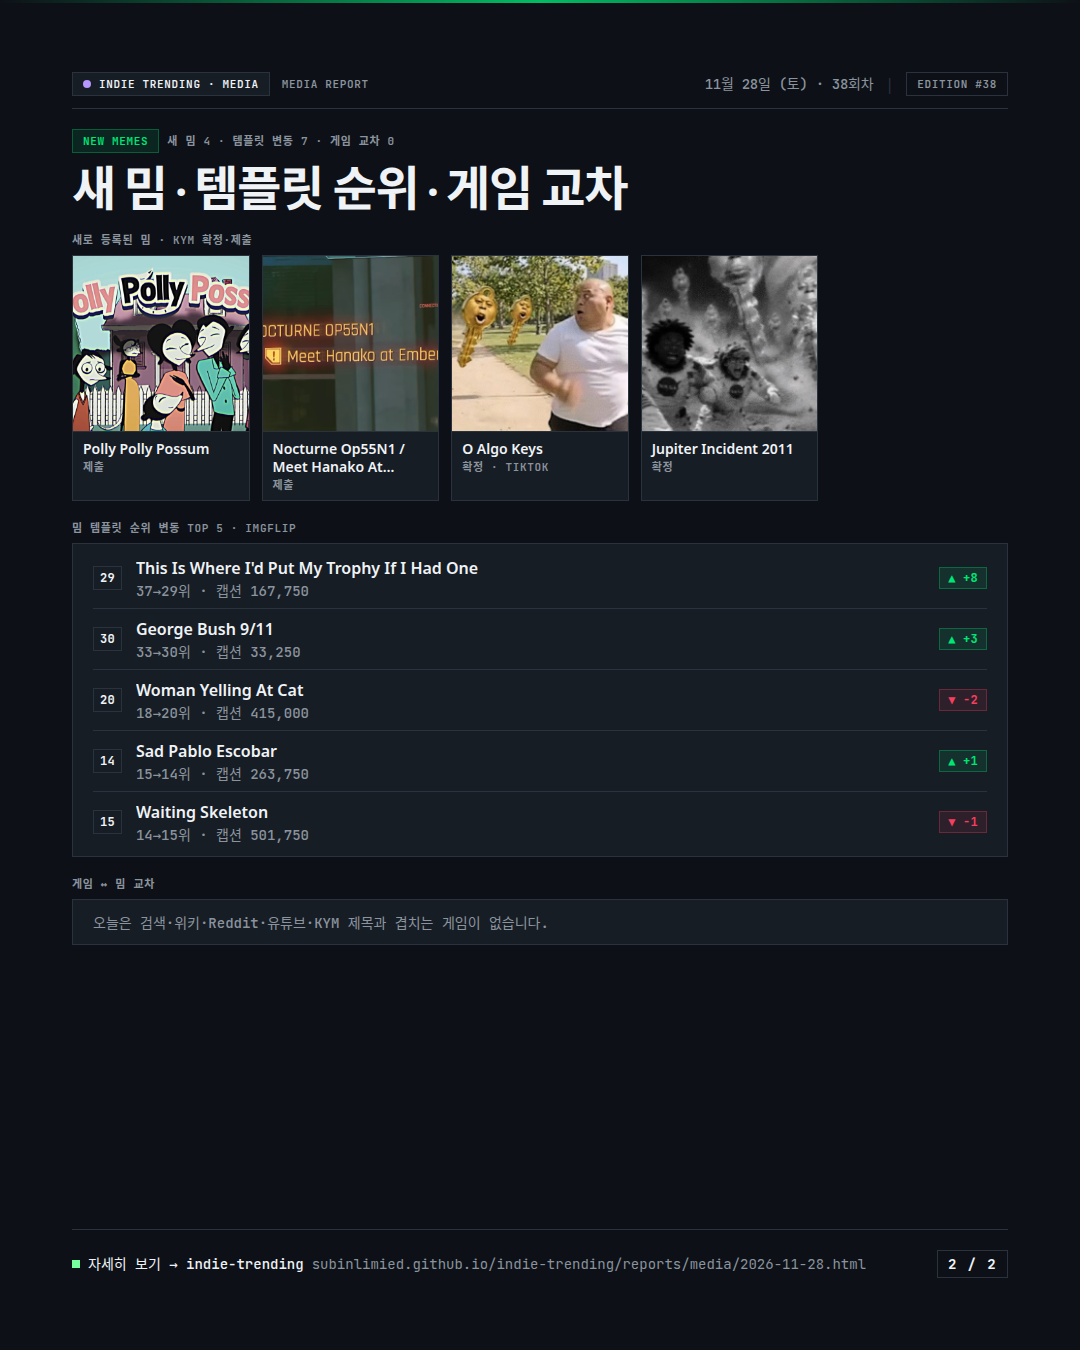 INDIE TRENDING · MEDIA MEDIA REPORT 11월 28일 (토) · 38회차 EDITION #38
NEW MEMES 새 밈 4 · 템플릿 변동 7 · 게임 교차 0
새 밈·템플릿 순위·게임 교차
새로 등록된 밈 · KYM 확정·제출
olly Polly Poss
OCTURNE OP55N1
! Meet Hanako at Ember
Polly Polly Possum
제출
Nocturne Op55N1 /
Meet Hanako At…
제출
O Algo Keys
확정 · TIKTOK
Jupiter Incident 2011
확정
밈 템플릿 순위 변동 TOP 5 · IMGFLIP
29 This Is Where I'd Put My Trophy If I Had One ▲ +8
37→29위 · 캡션 167,750
30 George Bush 9/11 ▲ +3
33→30위 · 캡션 33,250
20 Woman Yelling At Cat ▼ -2
18→20위 · 캡션 415,000
14 Sad Pablo Escobar ▲ +1
15→14위 · 캡션 263,750
15 Waiting Skeleton ▼ -1
14→15위 · 캡션 501,750
게임 ↔ 밈 교차
오늘은 검색·위키·Reddit·유튜브·KYM 제목과 겹치는 게임이 없습니다.
자세히 보기 → indie-trending subinlimied.github.io/indie-trending/reports/media/2026-11-28.html 2 / 2